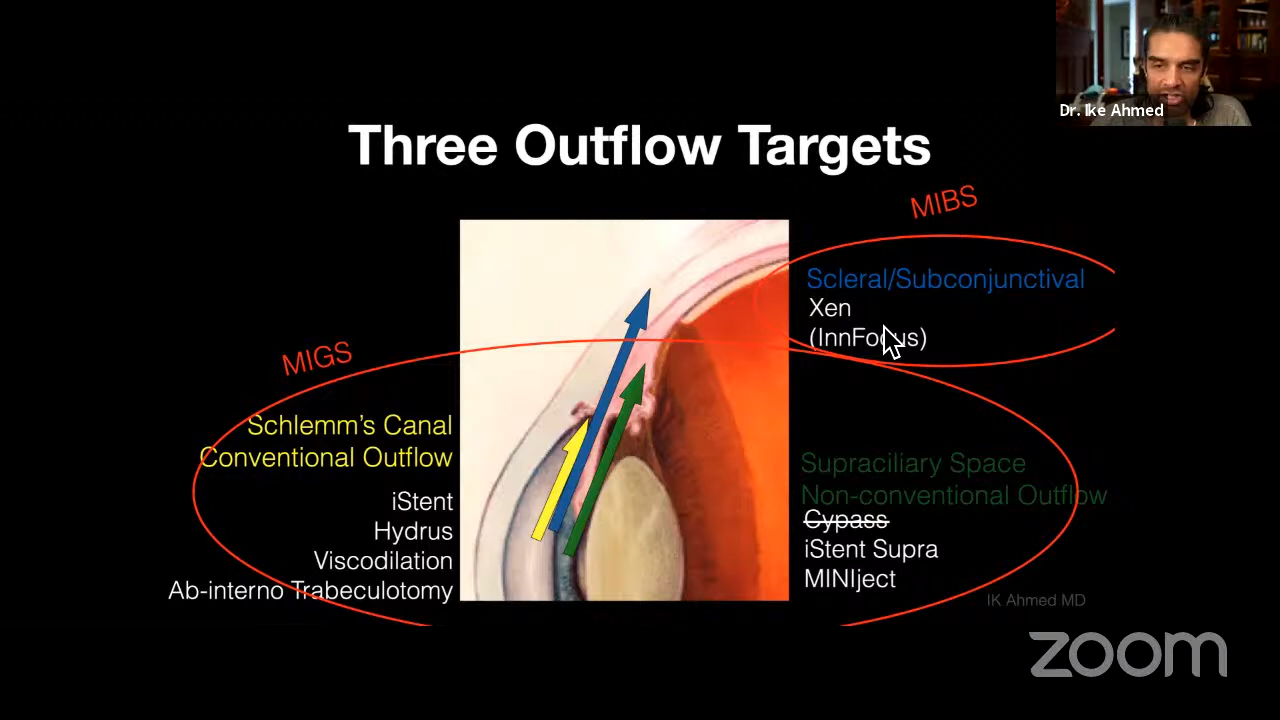 Dr. Ike Ahmed
Three Outflow Targets
MIBS
Scleral/Subconjunctival
Xen
(InnFocus)
MIGS
Schlemm's Canal
Conventional Outflow
iStent
Hydrus
Viscodilation
Ab-interno Trabeculotomy
Supraciliary Space
Non-conventional Outflow
Cypass
iStent Supra
MINIject
IK Ahmed MD
zoom